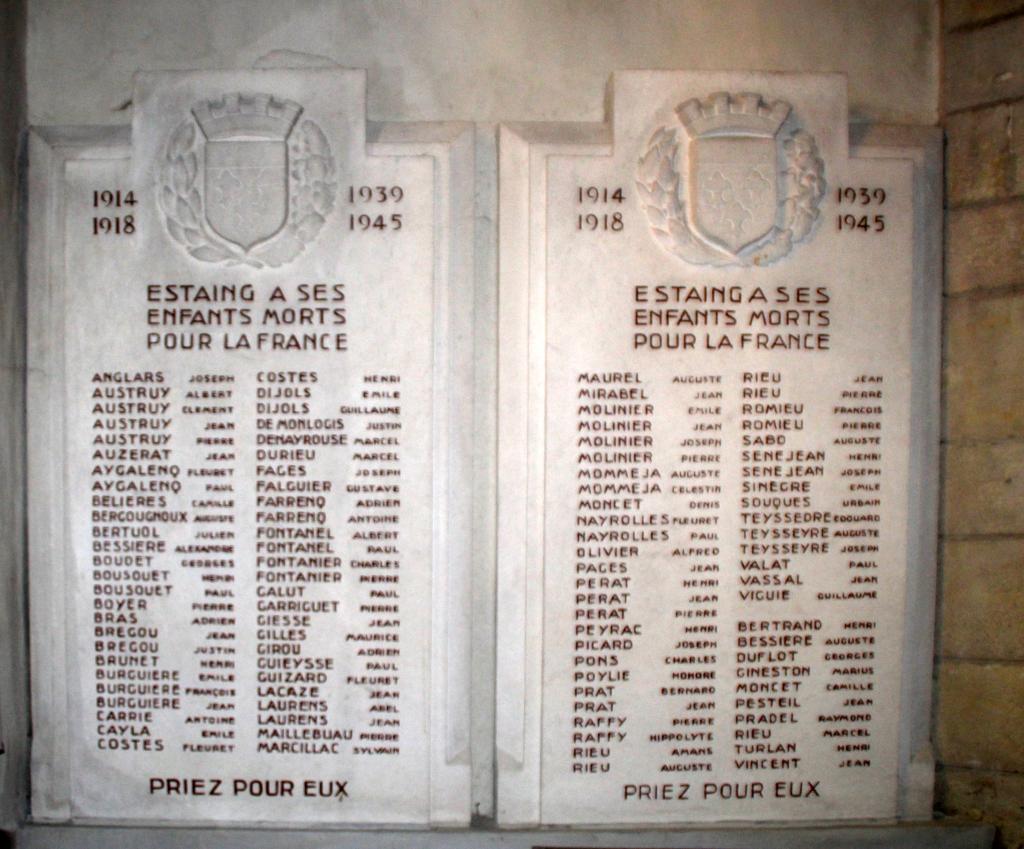 1914 1939
1918 1945
ESTAING A SES
ENFANTS MORTS
POUR LA FRANCE
ANGLARS JOSEPH
AUSTRUY ALBERT
AUSTRUY CLEMENT
AUSTRUY JEAN
AUSTRUY PIERRE
AUZERAT JEAN
AYGALENQ FLEURET
AYGALENQ PAUL
BELIERES CAMILLE
BERGOUGNOUX AUGUSTE
BERTUOL JULIEN
BESSIERE ALEXANDRE
BOUDET GEORGES
BOUSQUET HENRI
BOUSQUET PAUL
BOYER PIERRE
BRAS ADRIEN
BREGOU JEAN
BREGOU JUSTIN
BRUNET HENRI
BURGUIERE EMILE
BURGUIERE FRANÇOIS
BURGUIERE JEAN
CARRIE ANTOINE
CAYLA EMILE
COSTES FLEURET
COSTES HENRI
DIJOLS EMILE
DIJOLS GUILLAUME
DE MONLOGIS JUSTIN
DENAYROUSE MARCEL
DURIEU MARCEL
FAGES JOSEPH
FALGUIER GUSTAVE
FARRENQ ADRIEN
FARRENQ ANTOINE
FONTANEL ALBERT
FONTANEL PAUL
FONTANIER CHARLES
FONTANIER PIERRE
GALUT PAUL
GARRIGUET PIERRE
GIESSE JEAN
GILLES MAURICE
GIROU ADRIEN
GUIEYSSE PAUL
GUIZARD FLEURET
LACAZE JEAN
LAURENS ABEL
LAURENS JEAN
MAILLEBUAU PIERRE
MARCILLAC SYLVAIN
PRIEZ POUR EUX
1914 1939
1918 1945
ESTAING A SES
ENFANTS MORTS
POUR LA FRANCE
MAUREL AUGUSTE
MIRABEL JEAN
MOLINIER EMILE
MOLINIER JEAN
MOLINIER JOSEPH
MOLINIER PIERRE
MOMMEJA AUGUSTE
MOMMEJA CELESTIN
MONCET DENIS
NAYROLLES FLEURET
NAYROLLES PAUL
OLIVIER ALFRED
PAGES JEAN
PERAT HENRI
PERAT JEAN
PERAT PIERRE
PEYRAC HENRI
PICARD JOSEPH
PONS CHARLES
POYLIE HONORE
PRAT BERNARD
PRAT JEAN
RAFFY PIERRE
RAFFY HIPPOLYTE
RIEU AMANS
RIEU AUGUSTE
RIEU JEAN
RIEU PIERRE
ROMIEU FRANCOIS
ROMIEU PIERRE
SABO AUGUSTE
SENEJEAN HENRI
SENEJEAN JOSEPH
SINEGRE EMILE
SOUQUES URBAIN
TEYSSEDRE EDOUARD
TEYSSEYRE AUGUSTE
TEYSSEYRE JOSEPH
VALAT PAUL
VASSAL JEAN
VIGUIE GUILLAUME
BERTRAND HENRI
BESSIERE AUGUSTE
DUFLOT GEORGES
GINESTON MARIUS
MONCET CAMILLE
PESTEIL JEAN
PRADEL RAYMOND
RIEU MARCEL
TURLAN HENRI
VINCENT JEAN
PRIEZ POUR EUX